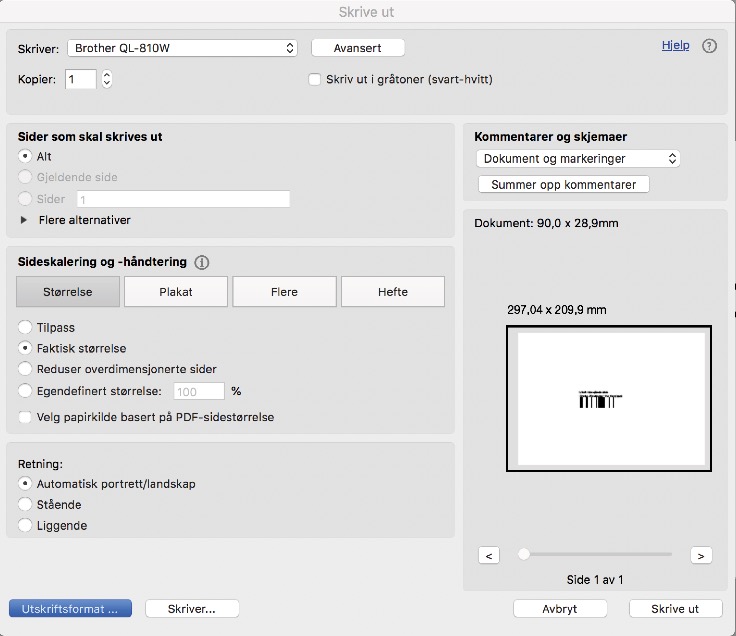 Skrive ut
Skriver: Brother QL-810W Avansert Hjelp ?
Kopier: 1 Skriv ut i gråtoner (svart-hvitt)
Sider som skal skrives ut
Alt
Gjeldende side
Sider 1
Flere alternativer
Sideskalering og -håndtering
Størrelse Plakat Flere Hefte
Tilpass
Faktisk størrelse
Reduser overdimensjonerte sider
Egendefinert størrelse: 100 %
Velg papirkilde basert på PDF-sidestørrelse
Retning:
Automatisk portrett/landskap
Stående
Liggende
Kommentarer og skjemaer
Dokument og markeringer
Summer opp kommentarer
Dokument: 90,0 x 28,9mm
297,04 x 209,9 mm
< >
Side 1 av 1
Utskriftsformat ... Skriver... Avbryt Skrive ut